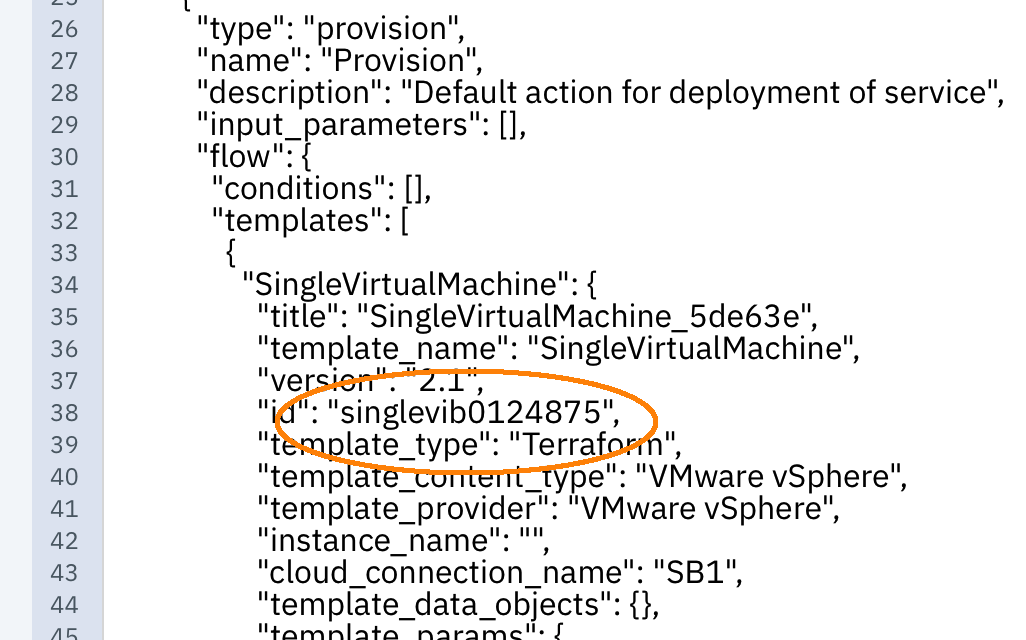 25 {
26 "type": "provision",
27 "name": "Provision",
28 "description": "Default action for deployment of service",
29 "input_parameters": [],
30 "flow": {
31 "conditions": [],
32 "templates": [
33 {
34 "SingleVirtualMachine": {
35 "title": "SingleVirtualMachine_5de63e",
36 "template_name": "SingleVirtualMachine",
37 "version": "2.1",
38 "id": "singlevib0124875",
39 "template_type": "Terraform",
40 "template_content_type": "VMware vSphere",
41 "template_provider": "VMware vSphere",
42 "instance_name": "",
43 "cloud_connection_name": "SB1",
44 "template_data_objects": {},
45 "template_params": {